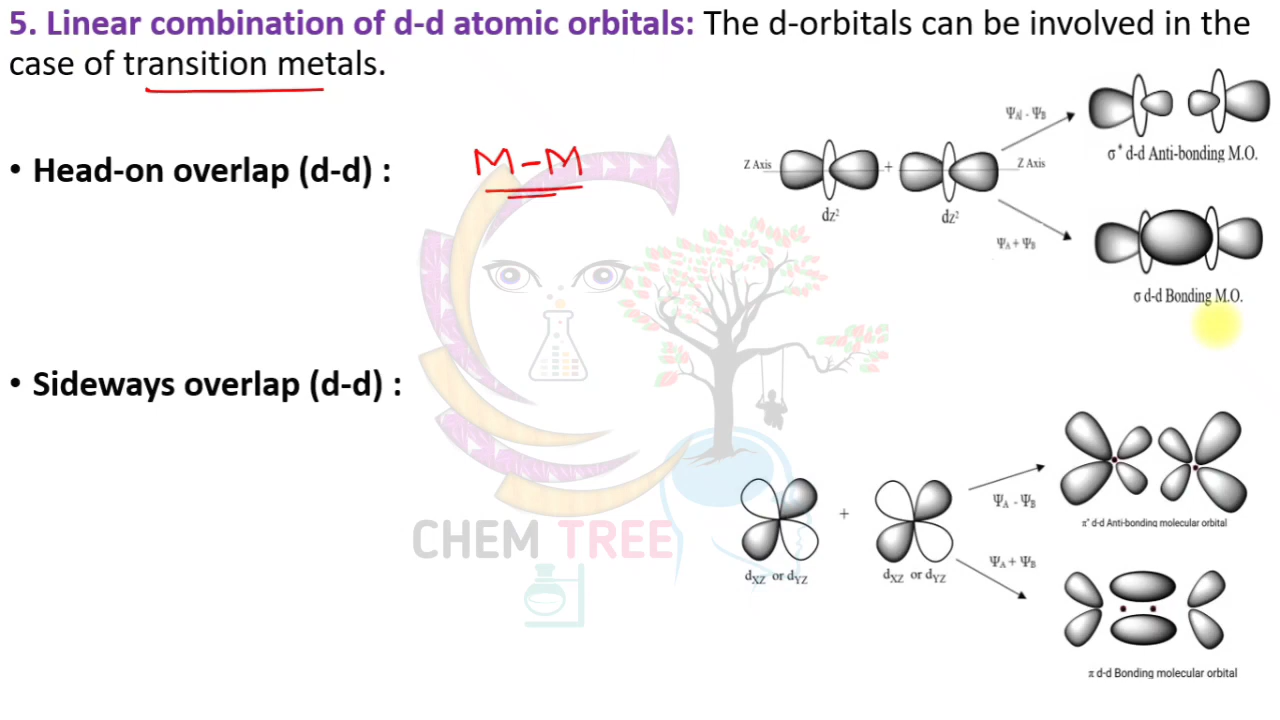 5. Linear combination of d-d atomic orbitals: The d-orbitals can be involved in the
case of transition metals.
• Head-on overlap (d-d) :
M-M
Z Axis
+
dz²
dz²
Z Axis
ΨA - ΨB
σ* d-d Anti-bonding M.O.
ΨA + ΨB
σ d-d Bonding M.O.
• Sideways overlap (d-d) :
CHEM TREE
+
dXZ or dYZ
dXZ or dYZ
ΨA - ΨB
π* d-d Anti-bonding molecular orbital
ΨA + ΨB
π d-d Bonding molecular orbital